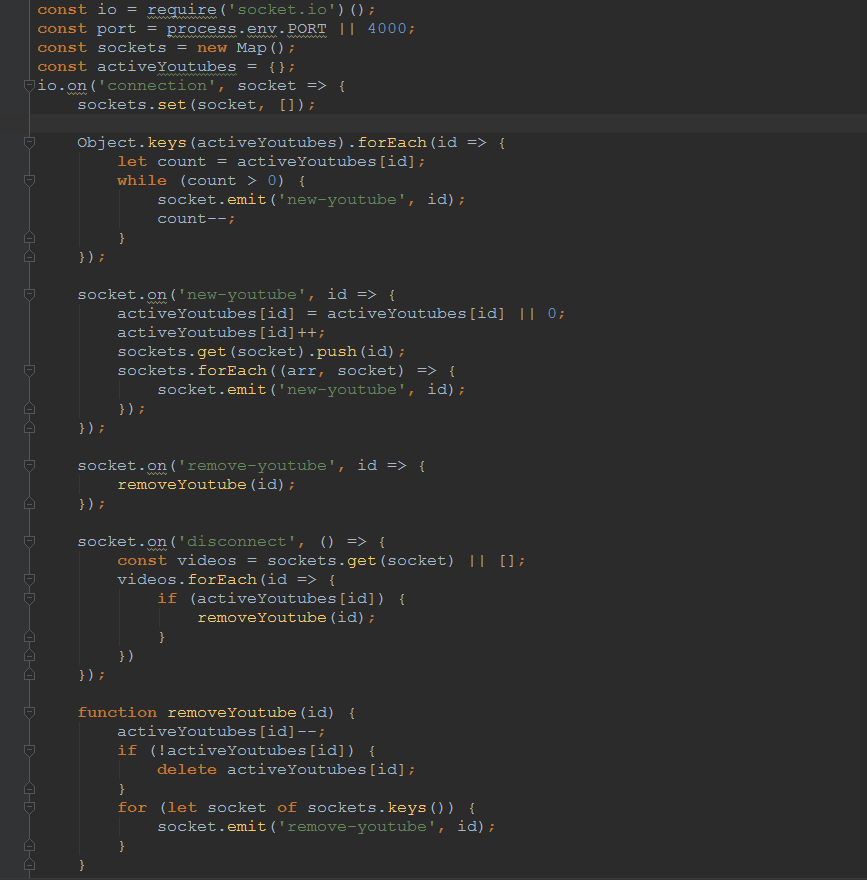 const io = require('socket.io')();
const port = process.env.PORT || 4000;
const sockets = new Map();
const activeYoutubes = {};
io.on('connection', socket => {
    sockets.set(socket, []);

    Object.keys(activeYoutubes).forEach(id => {
        let count = activeYoutubes[id];
        while (count > 0) {
            socket.emit('new-youtube', id);
            count--;
        }
    });

    socket.on('new-youtube', id => {
        activeYoutubes[id] = activeYoutubes[id] || 0;
        activeYoutubes[id]++;
        sockets.get(socket).push(id);
        sockets.forEach((arr, socket) => {
            socket.emit('new-youtube', id);
        });
    });

    socket.on('remove-youtube', id => {
        removeYoutube(id);
    });

    socket.on('disconnect', () => {
        const videos = sockets.get(socket) || [];
        videos.forEach(id => {
            if (activeYoutubes[id]) {
                removeYoutube(id);
            }
        })
    });

    function removeYoutube(id) {
        activeYoutubes[id]--;
        if (!activeYoutubes[id]) {
            delete activeYoutubes[id];
        }
        for (let socket of sockets.keys()) {
            socket.emit('remove-youtube', id);
        }
    }